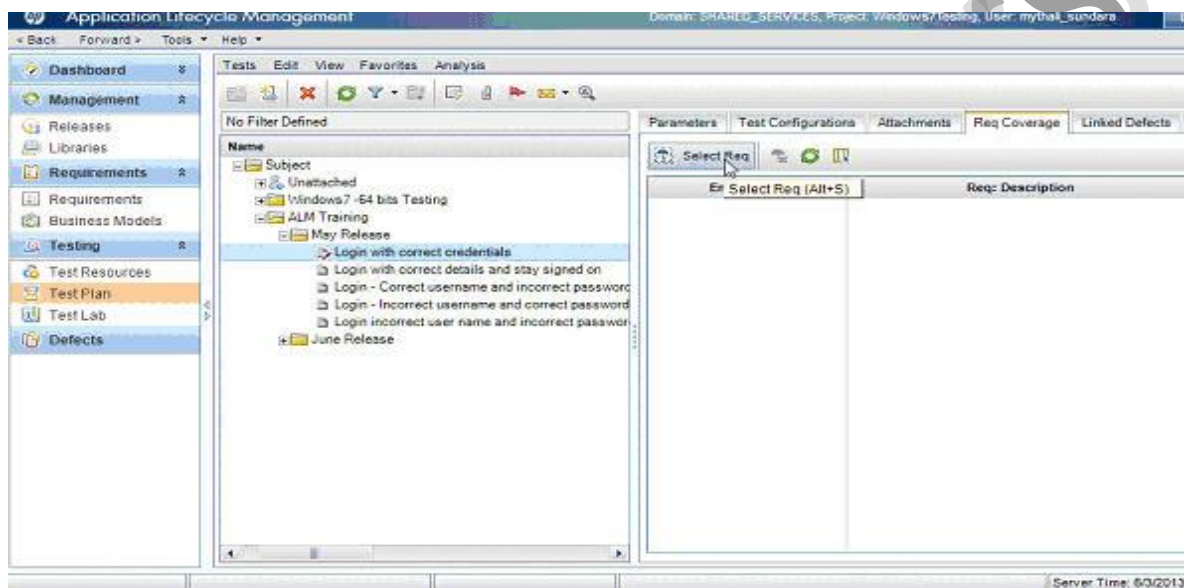 hp Application Lifecycle Management
Domain: SHARED_SERVICES, Project: Windows7Testing, User: mythali_sundara
< Back Forward > Tools Help
Dashboard
Management
Releases
Libraries
Requirements
Requirements
Business Models
Testing
Test Resources
Test Plan
Test Lab
Defects
Tests Edit View Favorites Analysis
No Filter Defined
Name
Subject
Unattached
Windows7 -64 bits Testing
ALM Training
May Release
Login with correct credentials
Login with correct details and stay signed on
Login - Correct username and incorrect password
Login - Incorrect username and correct password
Login incorrect user name and incorrect passwor
June Release
Parameters Test Configurations Attachments Req Coverage Linked Defects
Select Req
Select Req (Alt+S)
Req: Description
Server Time: 6/3/2013